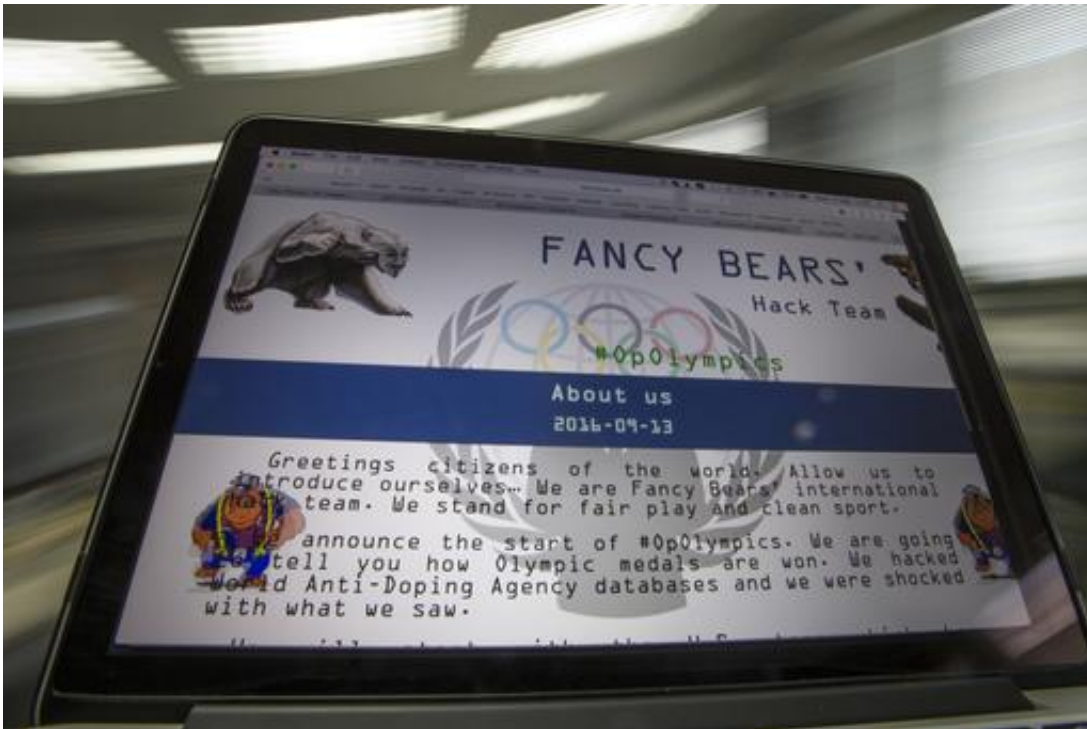 FANCY BEARS'
Hack Team
#OpOlympics
About us
2016-09-13
Greetings citizens of the world. Allow us to
introduce ourselves… We are Fancy Bears' international
hack team. We stand for fair play and clean sport.
announce the start of #OpOlympics. We are going
to tell you how Olympic medals are won. We hacked
World Anti-Doping Agency databases and we were shocked
with what we saw.